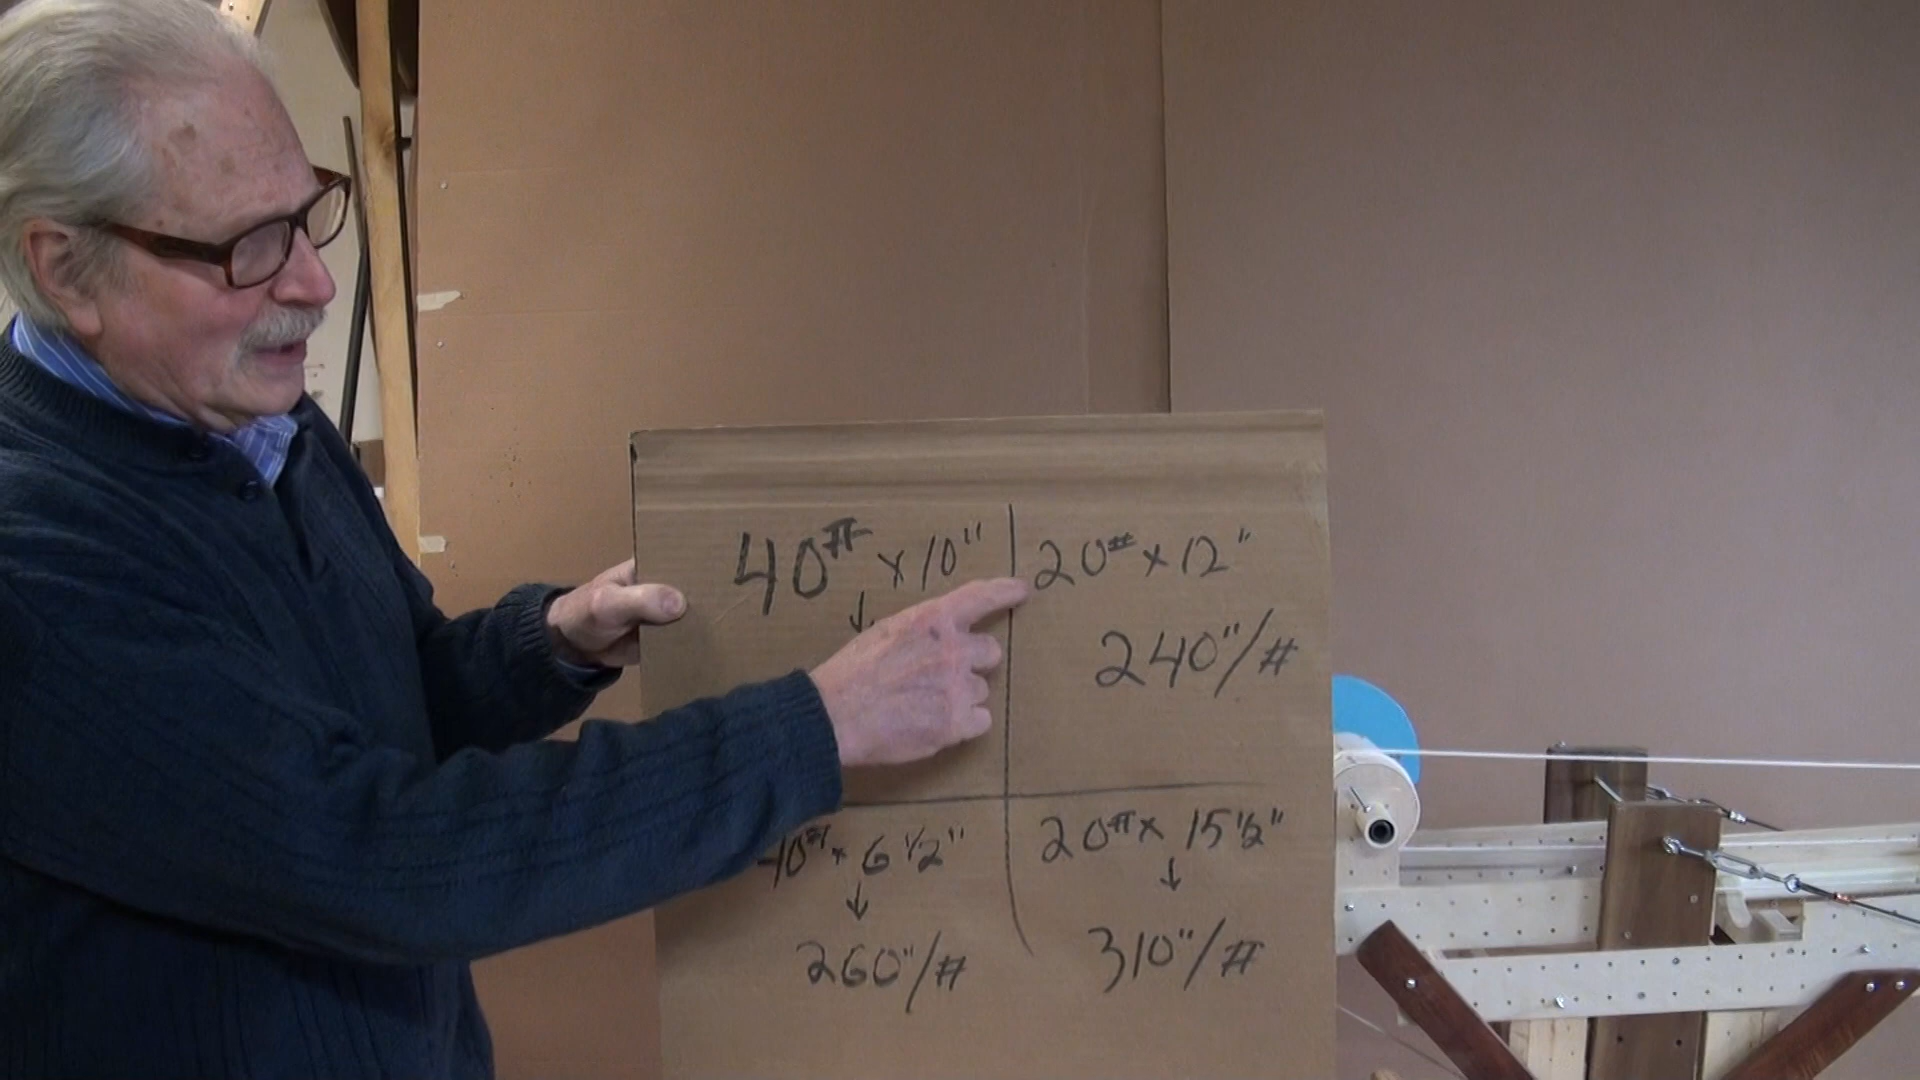 40# x 10"
↓
20# x 12"
240"/#
40# x 6 1/2"
↓
260"/#
20# x 15 1/2"
↓
310"/#